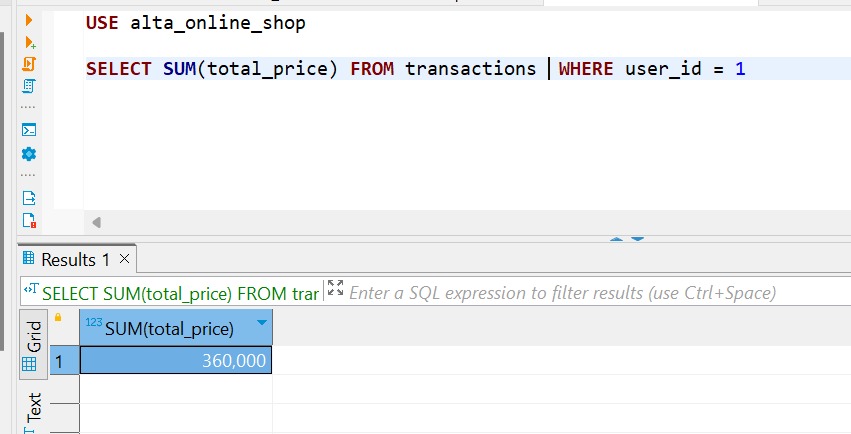 USE alta_online_shop
SELECT SUM(total_price) FROM transactions WHERE user_id = 1
Results 1
SELECT SUM(total_price) FROM trar
Enter a SQL expression to filter results (use Ctrl+Space)
Grid
123 SUM(total_price)
1
360,000
Text